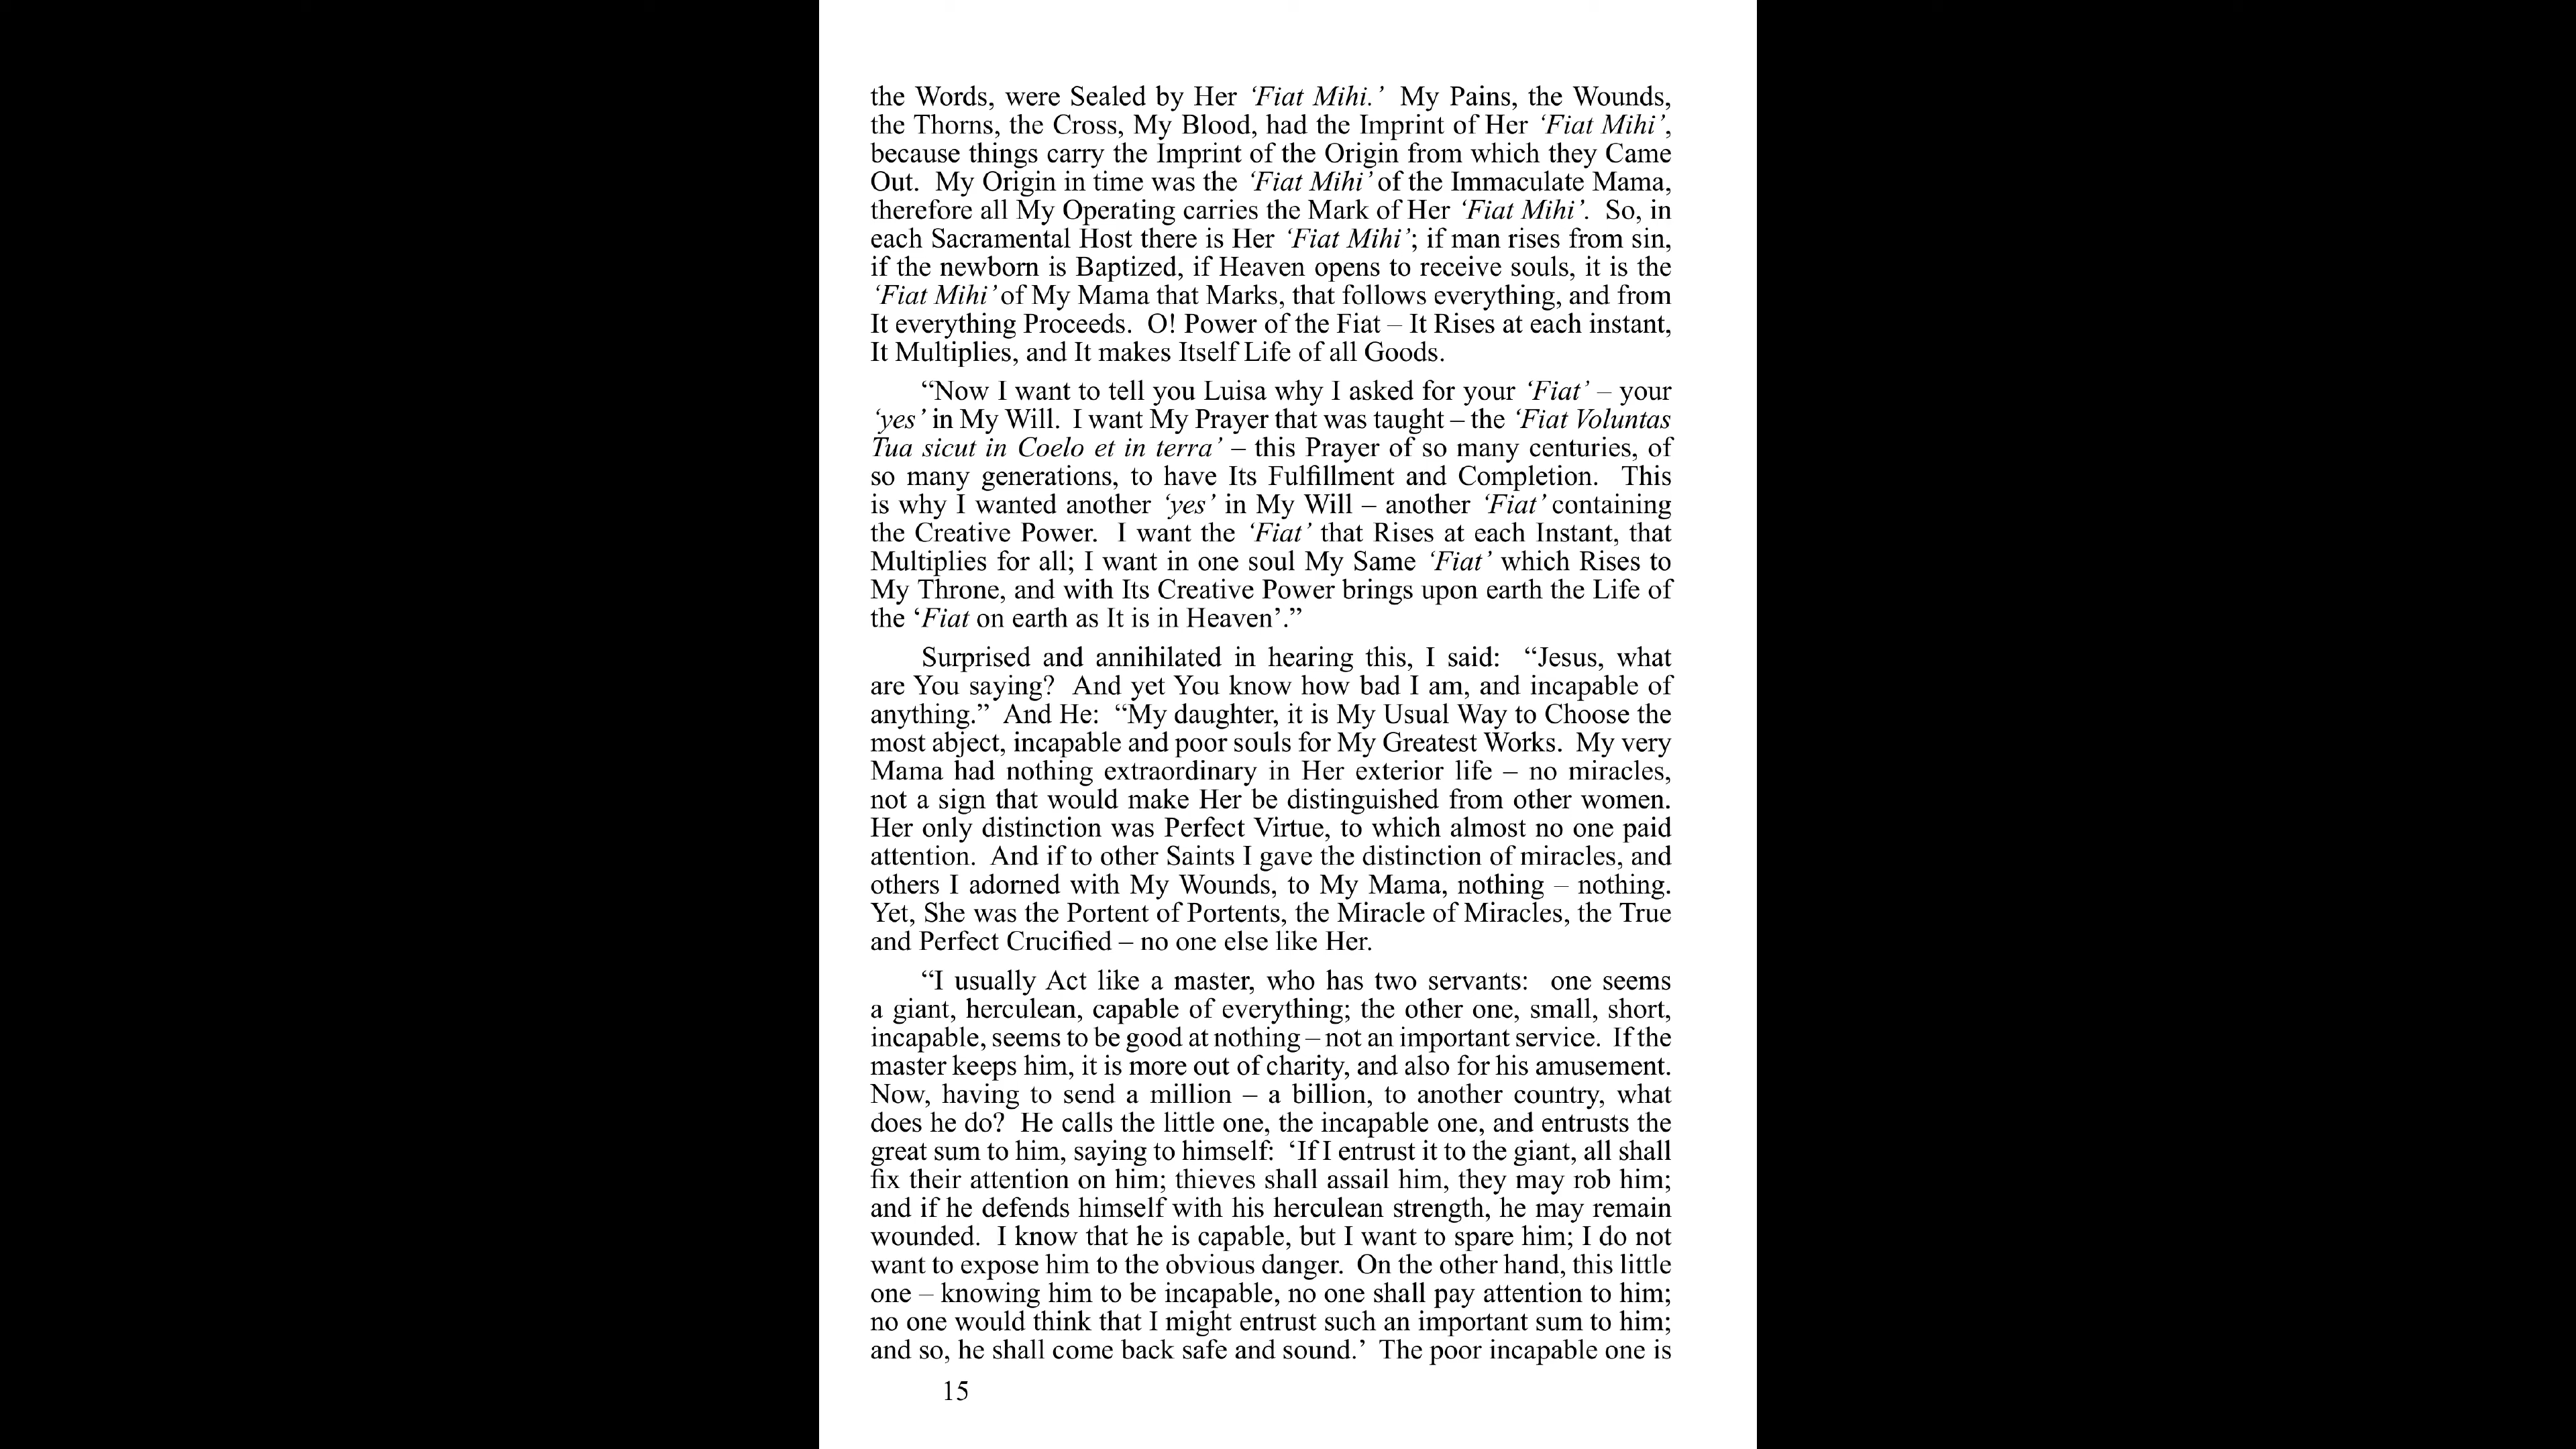 the Words, were Sealed by Her ‘Fiat Mihi.’ My Pains, the Wounds,
the Thorns, the Cross, My Blood, had the Imprint of Her ‘Fiat Mihi’,
because things carry the Imprint of the Origin from which they Came
Out. My Origin in time was the ‘Fiat Mihi’ of the Immaculate Mama,
therefore all My Operating carries the Mark of Her ‘Fiat Mihi’. So, in
each Sacramental Host there is Her ‘Fiat Mihi’; if man rises from sin,
if the newborn is Baptized, if Heaven opens to receive souls, it is the
‘Fiat Mihi’ of My Mama that Marks, that follows everything, and from
It everything Proceeds. O! Power of the Fiat – It Rises at each instant,
It Multiplies, and It makes Itself Life of all Goods.
“Now I want to tell you Luisa why I asked for your ‘Fiat’ – your
‘yes’ in My Will. I want My Prayer that was taught – the ‘Fiat Voluntas
Tua sicut in Coelo et in terra’ – this Prayer of so many centuries, of
so many generations, to have Its Fulfillment and Completion. This
is why I wanted another ‘yes’ in My Will – another ‘Fiat’ containing
the Creative Power. I want the ‘Fiat’ that Rises at each Instant, that
Multiplies for all; I want in one soul My Same ‘Fiat’ which Rises to
My Throne, and with Its Creative Power brings upon earth the Life of
the ‘Fiat on earth as It is in Heaven’.”
Surprised and annihilated in hearing this, I said: “Jesus, what
are You saying? And yet You know how bad I am, and incapable of
anything.” And He: “My daughter, it is My Usual Way to Choose the
most abject, incapable and poor souls for My Greatest Works. My very
Mama had nothing extraordinary in Her exterior life – no miracles,
not a sign that would make Her be distinguished from other women.
Her only distinction was Perfect Virtue, to which almost no one paid
attention. And if to other Saints I gave the distinction of miracles, and
others I adorned with My Wounds, to My Mama, nothing – nothing.
Yet, She was the Portent of Portents, the Miracle of Miracles, the True
and Perfect Crucified – no one else like Her.
“I usually Act like a master, who has two servants: one seems
a giant, herculean, capable of everything; the other one, small, short,
incapable, seems to be good at nothing – not an important service. If the
master keeps him, it is more out of charity, and also for his amusement.
Now, having to send a million – a billion, to another country, what
does he do? He calls the little one, the incapable one, and entrusts the
great sum to him, saying to himself: ‘If I entrust it to the giant, all shall
fix their attention on him; thieves shall assail him, they may rob him;
and if he defends himself with his herculean strength, he may remain
wounded. I know that he is capable, but I want to spare him; I do not
want to expose him to the obvious danger. On the other hand, this little
one – knowing him to be incapable, no one shall pay attention to him;
no one would think that I might entrust such an important sum to him;
and so, he shall come back safe and sound.’ The poor incapable one is
15